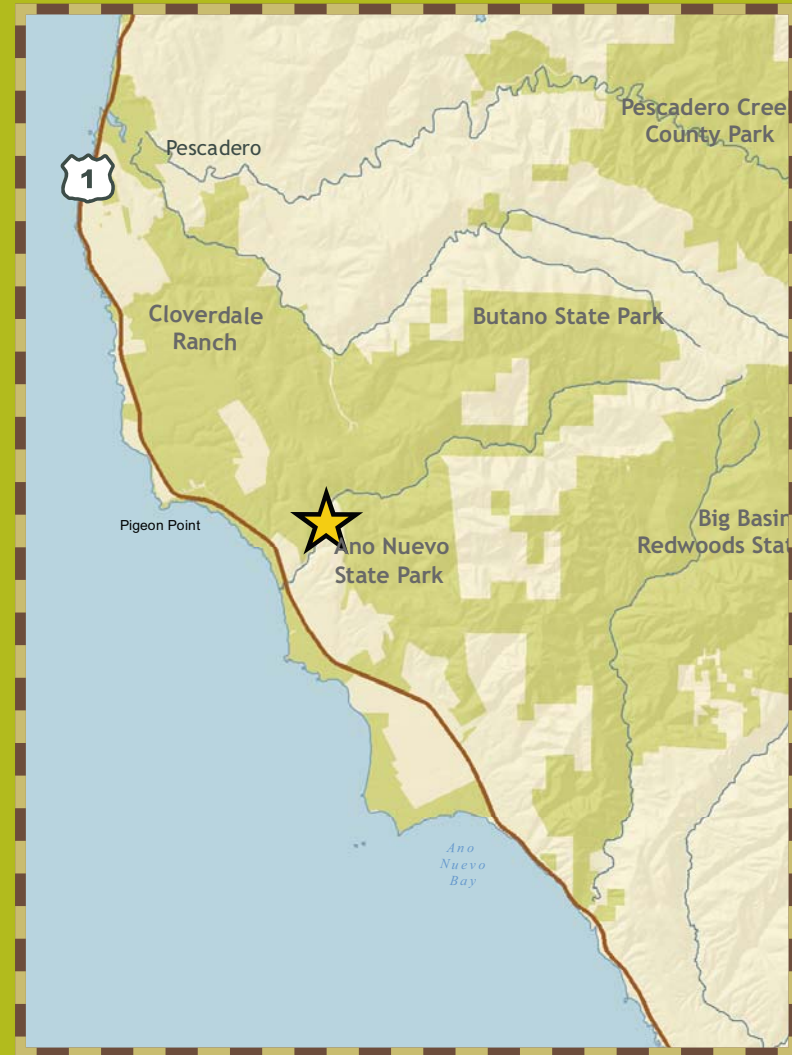 Pescadero Cree
County Park
Pescadero
1
Cloverdale
Ranch
Butano State Park
Pigeon Point
Big Basin
Redwoods Stat
Ano Nuevo
State Park
Ano
Nuevo
Bay